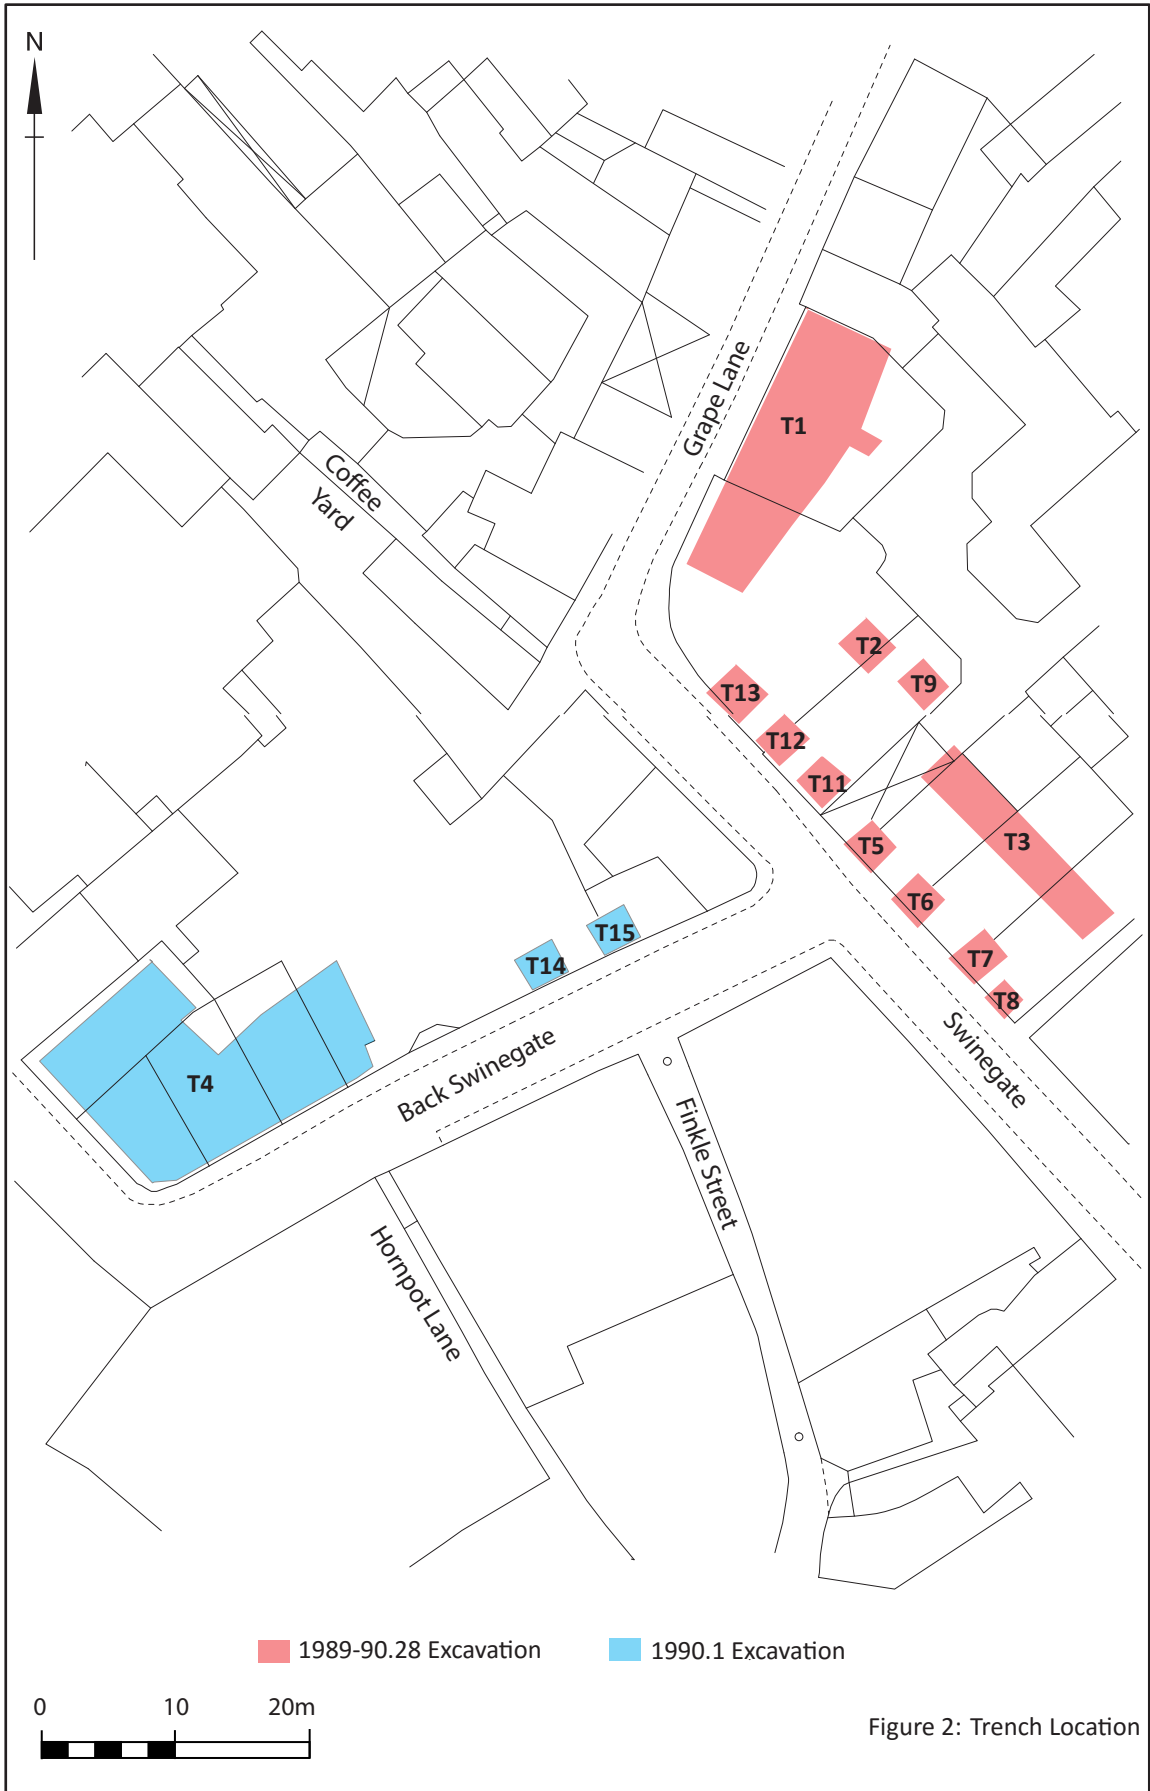 N
Grape Lane
T1
Coffee
Yard
T2
T9
T13
T12
T11
T3
T5
T6
T15
T7
T14
T8
Swinegate
Back Swinegate
T4
Finkle Street
Hornpot Lane
1989-90.28 Excavation
1990.1 Excavation
0 10 20m
Figure 2: Trench Location